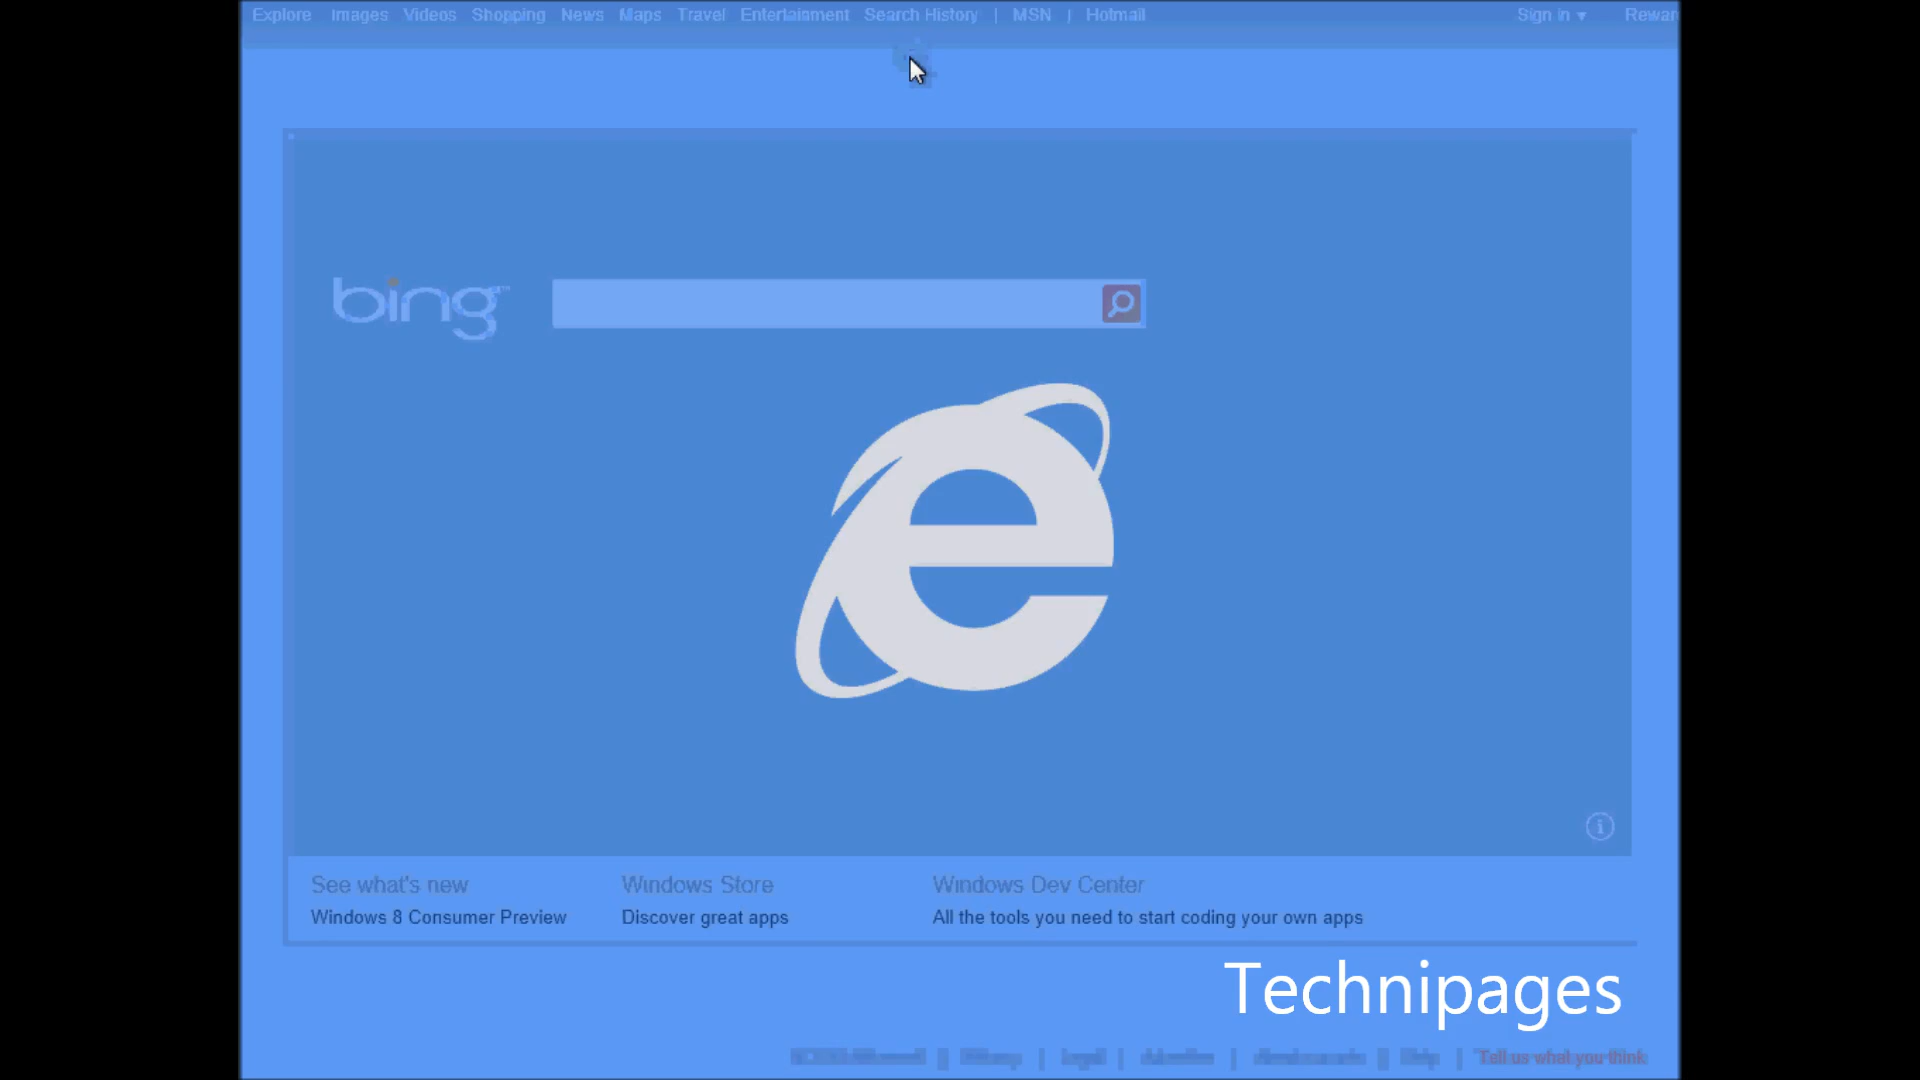 Explore Images Videos Shopping News Maps Travel Entertainment Search History | MSN | Hotmail Sign in Rewar
bing
See what's new Windows Store Windows Dev Center
Windows 8 Consumer Preview Discover great apps All the tools you need to start coding your own apps
Technipages
Tell us what you think